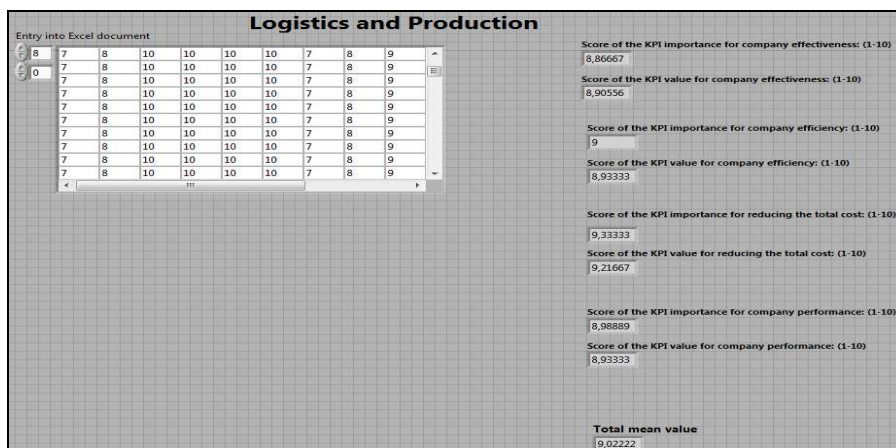 Logistics and Production
Entry into Excel document
8 7 8 10 10 10 10 7 8 9
0 7 8 10 10 10 10 7 8 9
7 8 10 10 10 10 7 8 9
7 8 10 10 10 10 7 8 9
7 8 10 10 10 10 7 8 9
7 8 10 10 10 10 7 8 9
7 8 10 10 10 10 7 8 9
7 8 10 10 10 10 7 8 9
7 8 10 10 10 10 7 8 9
7 8 10 10 10 10 7 8 9
Score of the KPI importance for company effectiveness: (1-10)
8,86667
Score of the KPI value for company effectiveness: (1-10)
8,90556
Score of the KPI importance for company efficiency: (1-10)
9
Score of the KPI value for company efficiency: (1-10)
8,93333
Score of the KPI importance for reducing the total cost: (1-10)
9,33333
Score of the KPI value for reducing the total cost: (1-10)
9,21667
Score of the KPI importance for company performance: (1-10)
8,98889
Score of the KPI value for company performance: (1-10)
8,93333
Total mean value
9,02222